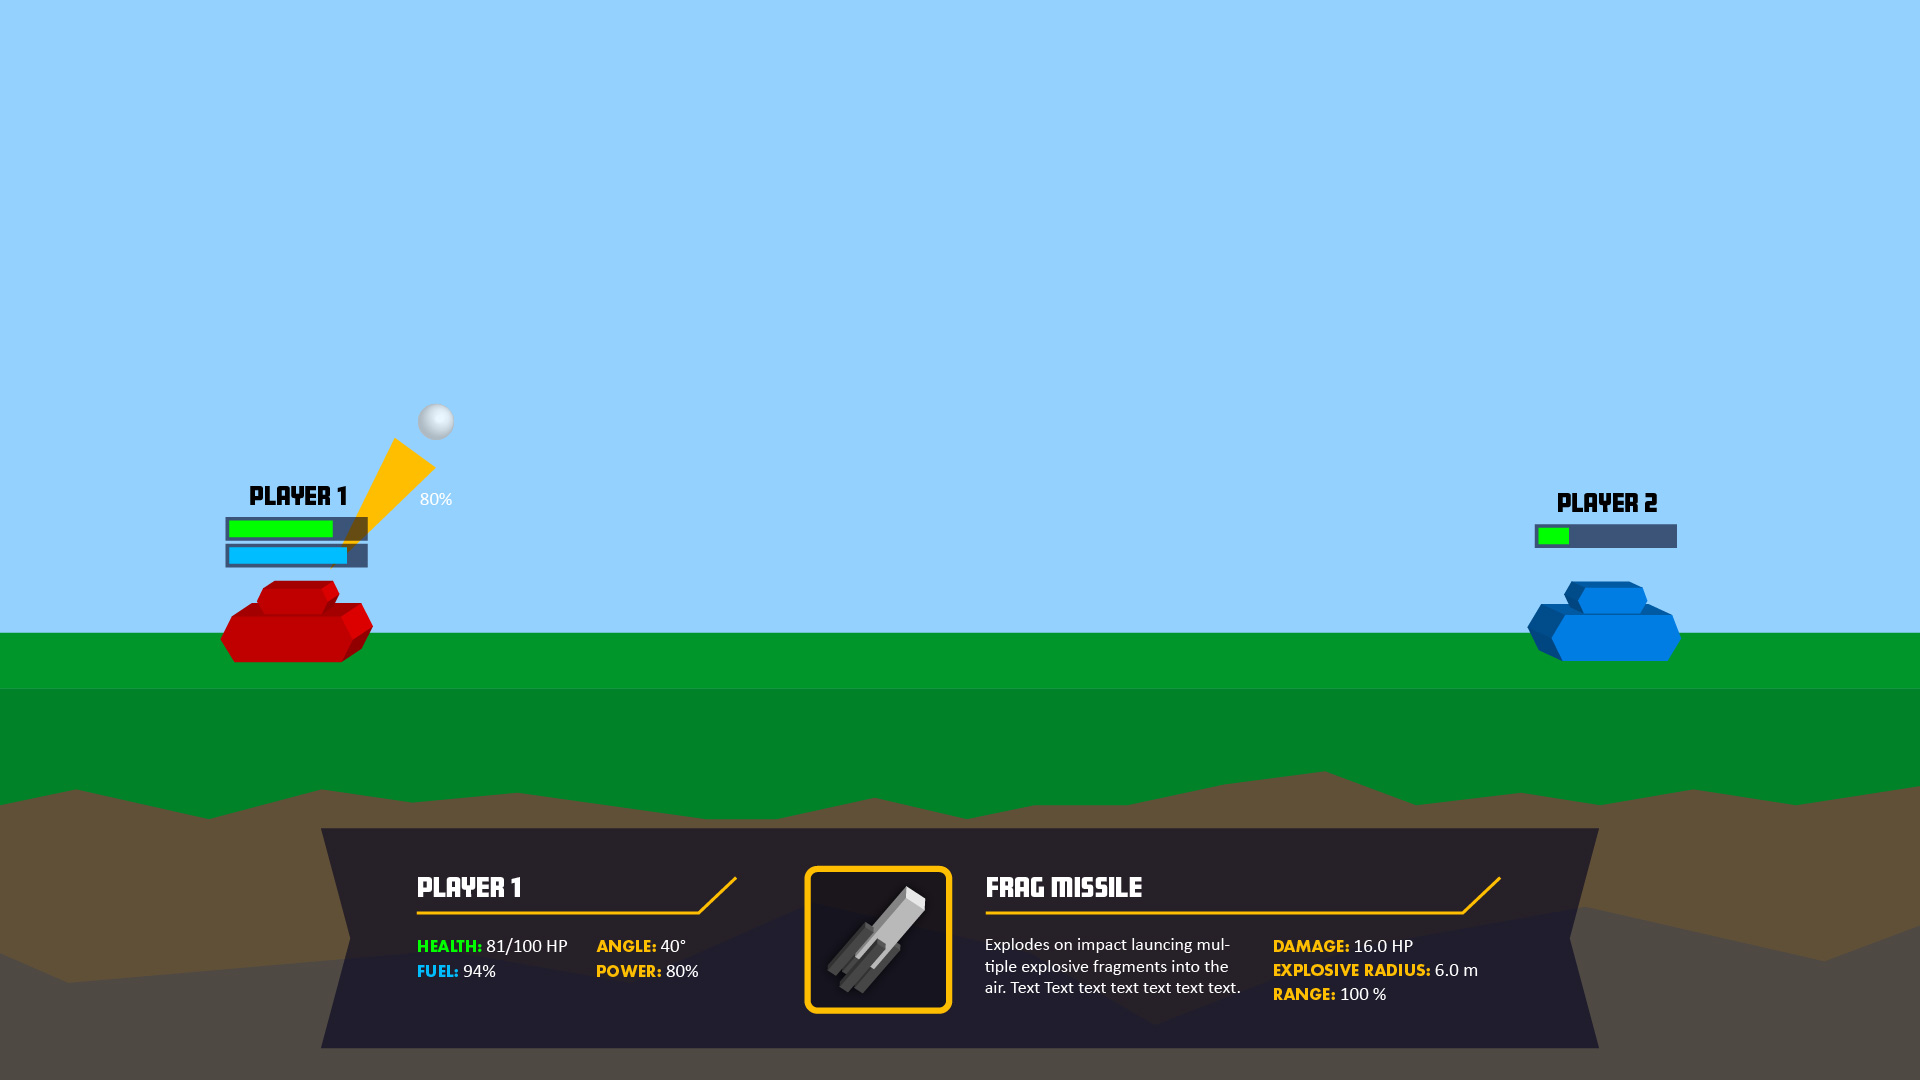 80%
PLAYER 1
PLAYER 2
PLAYER 1
HEALTH: 81/100 HP
ANGLE: 40°
FUEL: 94%
POWER: 80%
FRAG MISSILE
Explodes on impact launcing mul-
tiple explosive fragments into the
air. Text Text text text text text text.
DAMAGE: 16.0 HP
EXPLOSIVE RADIUS: 6.0 m
RANGE: 100 %